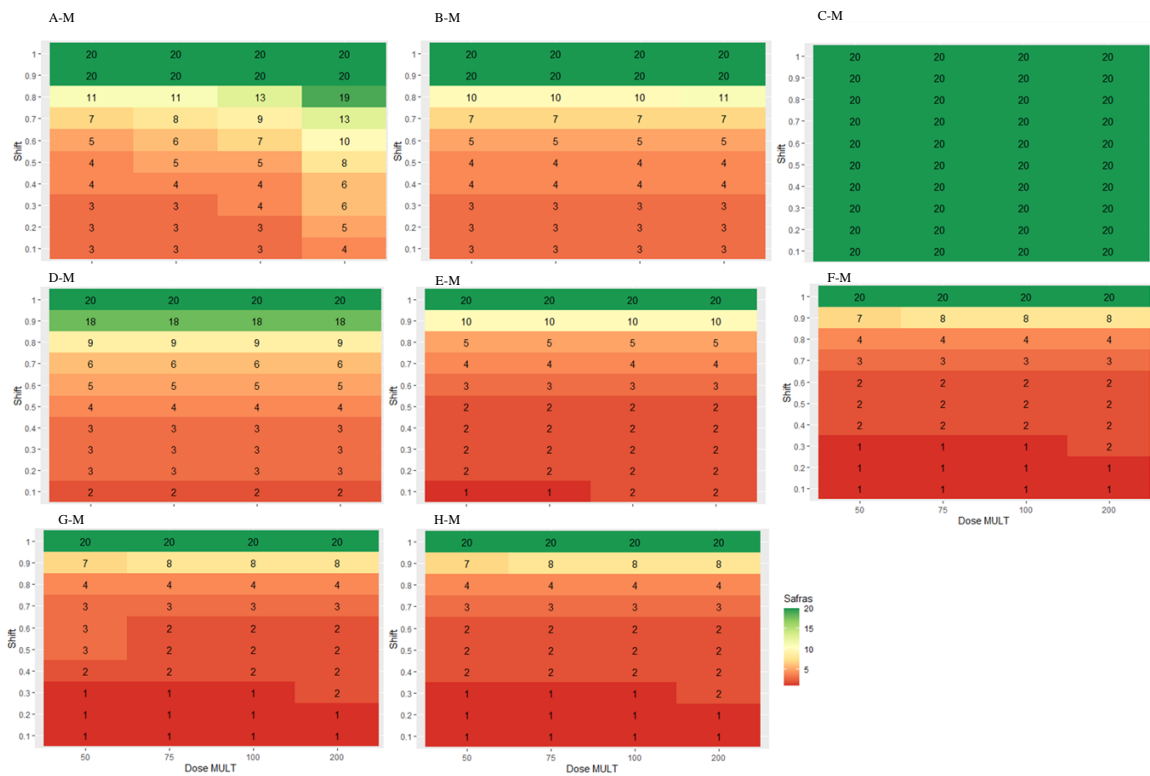 A-M
B-M
C-M
1 20 20 20 20
0.9 20 20 20 20
0.8 11 11 13 19
0.7 7 8 9 13
0.6 5 6 7 10
0.5 4 5 5 8
0.4 4 4 4 6
0.3 3 3 4 6
0.2 3 3 3 5
0.1 3 3 3 4
Shift
1 20 20 20 20
0.9 20 20 20 20
0.8 10 10 10 11
0.7 7 7 7 7
0.6 5 5 5 5
0.5 4 4 4 4
0.4 4 4 4 4
0.3 3 3 3 3
0.2 3 3 3 3
0.1 3 3 3 3
Shift
1 20 20 20 20
0.9 20 20 20 20
0.8 20 20 20 20
0.7 20 20 20 20
0.6 20 20 20 20
0.5 20 20 20 20
0.4 20 20 20 20
0.3 20 20 20 20
0.2 20 20 20 20
0.1 20 20 20 20
Shift
D-M
E-M
F-M
1 20 20 20 20
0.9 18 18 18 18
0.8 9 9 9 9
0.7 6 6 6 6
0.6 5 5 5 5
0.5 4 4 4 4
0.4 3 3 3 3
0.3 3 3 3 3
0.2 3 3 3 3
0.1 2 2 2 2
Shift
1 20 20 20 20
0.9 10 10 10 10
0.8 5 5 5 5
0.7 4 4 4 4
0.6 3 3 3 3
0.5 2 2 2 2
0.4 2 2 2 2
0.3 2 2 2 2
0.2 2 2 2 2
0.1 1 1 2 2
Shift
1 20 20 20 20
0.9 7 8 8 8
0.8 4 4 4 4
0.7 3 3 3 3
0.6 2 2 2 2
0.5 2 2 2 2
0.4 2 2 2 2
0.3 1 1 1 2
0.2 1 1 1 1
0.1 1 1 1 1
Shift
50 75 100 200
Dose MULT
G-M
H-M
1 20 20 20 20
0.9 7 8 8 8
0.8 4 4 4 4
0.7 3 3 3 3
0.6 3 2 2 2
0.5 3 2 2 2
0.4 2 2 2 2
0.3 1 1 1 2
0.2 1 1 1 1
0.1 1 1 1 1
Shift
50 75 100 200
Dose MULT
1 20 20 20 20
0.9 7 8 8 8
0.8 4 4 4 4
0.7 3 3 3 3
0.6 2 2 2 2
0.5 2 2 2 2
0.4 2 2 2 2
0.3 1 1 1 2
0.2 1 1 1 1
0.1 1 1 1 1
Shift
50 75 100 200
Dose MULT
Safras
20
15
10
5